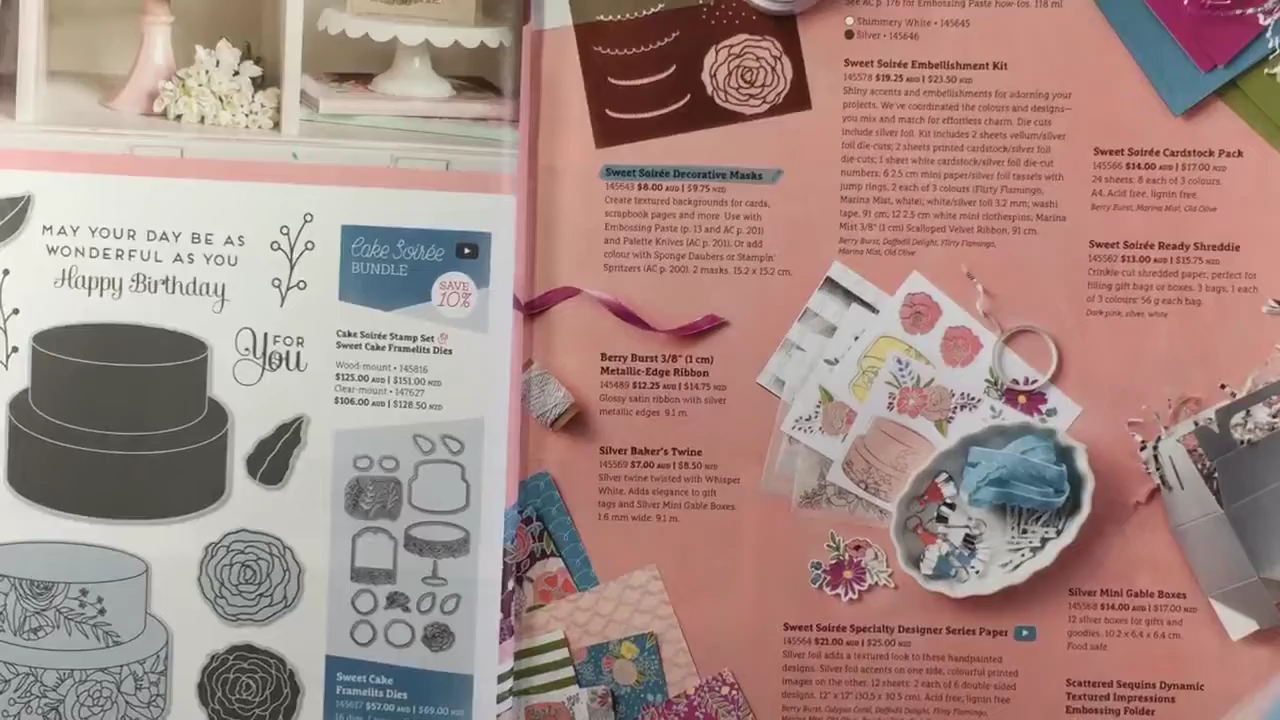 MAY YOUR DAY BE AS
WONDERFUL AS YOU
Happy Birthday
FOR
You
Cake Soirée
BUNDLE
SAVE
10%
Cake Soirée Stamp Set
Sweet Cake Framelits Dies
Wood-mount • 145816
$125.00 AUD | $151.00 NZD
Clear-mount • 147627
$106.00 AUD | $128.50 NZD
Sweet Cake
Framelits Dies
145617 $57.00 AUD | $69.00 NZD
Sweet Soirée Decorative Masks
145643 $8.00 AUD | $9.75 NZD
Create textured backgrounds for cards,
scrapbook pages and more. Use with
Embossing Paste (p. 13 and AC p. 201)
and Palette Knives (AC p. 201). Or add
colour with Sponge Daubers or Stampin'
Spritzers (AC p. 200). 2 masks. 15.2 x 15.2 cm.
Berry Burst 3/8" (1 cm)
Metallic-Edge Ribbon
145489 $12.25 AUD | $14.75 NZD
Glossy satin ribbon with silver
metallic edges. 9.1 m.
Silver Baker's Twine
145569 $7.00 AUD | $8.50 NZD
Silver twine twisted with Whisper
White. Adds elegance to gift
tags and Silver Mini Gable Boxes.
1.6 mm wide. 9.1 m.
See AC p. 176 for Embossing Paste how-tos. 118 ml
Shimmery White • 145645
Silver • 145646
Sweet Soirée Embellishment Kit
145578 $19.25 AUD | $23.50 NZD
Shiny accents and embellishments for adorning your
projects. We've coordinated the colours and designs—
you mix and match for effortless charm. Die cuts
include silver foil. Kit includes 2 sheets vellum/silver
foil die-cuts; 2 sheets printed cardstock/silver foil
die-cuts; 1 sheet white cardstock/silver foil die-cut
numbers; 6 2.5 cm mini paper/silver foil tassels with
jump rings, 2 each of 3 colours (Flirty Flamingo,
Marina Mist, white); white/silver foil 3.2 mm; washi
tape, 91 cm; 12 2.5 cm white mini clothespins; Marina
Mist 3/8" (1 cm) Scalloped Velvet Ribbon, 91 cm.
Berry Burst, Daffodil Delight, Flirty Flamingo,
Marina Mist, Old Olive
Sweet Soirée Specialty Designer Series Paper
145564 $21.00 AUD | $25.00 NZD
Silver foil adds a textured look to these handpainted
designs. Silver foil accents on one side, colourful printed
images on the other. 12 sheets: 2 each of 6 double-sided
designs. 12" x 12" (30.5 x 30.5 cm). Acid free, lignin free
Berry Burst, Calypso Coral, Daffodil Delight, Flirty Flamingo,
Sweet Soirée Cardstock Pack
145566 $14.00 AUD | $17.00 NZD
24 sheets: 8 each of 3 colours.
A4. Acid free, lignin free.
Berry Burst, Marina Mist, Old Olive
Sweet Soirée Ready Shreddie
145562 $13.00 AUD | $15.75 NZD
Crinkle-cut shredded paper, perfect for
filling gift bags or boxes. 3 bags, 1 each
of 3 colours: 56 g each bag.
Dark pink, silver, white
Silver Mini Gable Boxes
145568 $14.00 AUD | $17.00 NZD
12 silver boxes for gifts and
goodies. 10.2 x 6.4 x 6.4 cm.
Food safe
Scattered Sequins Dynamic
Textured Impressions
Embossing Folder